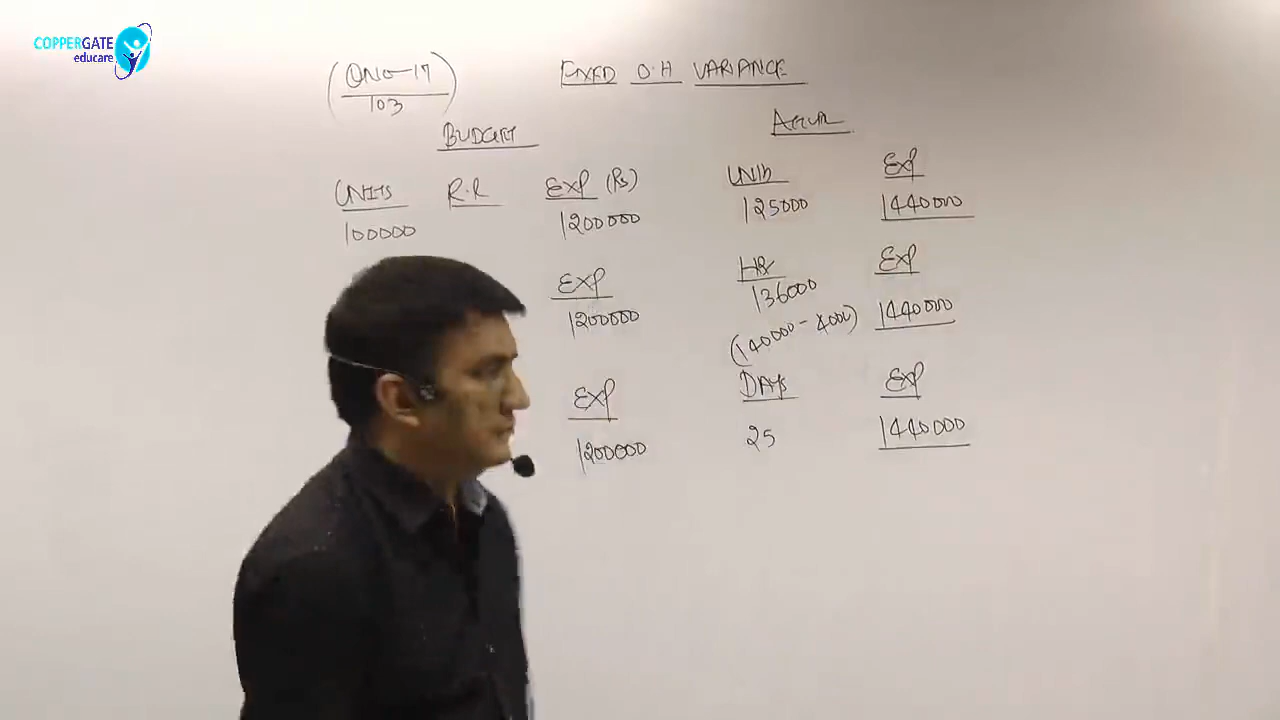 COPPERGATE
educare
(QNO-17) FIXED O.H VARIANCE
103
BUDGET ACTUAL
UNITS R.R EXP (Rs) UNITS EXP
100000 1200000 125000 1440000
EXP HRS EXP
1200000 136000 1440000
(140000 - 4000)
EXP DAYS EXP
1200000 25 1440000